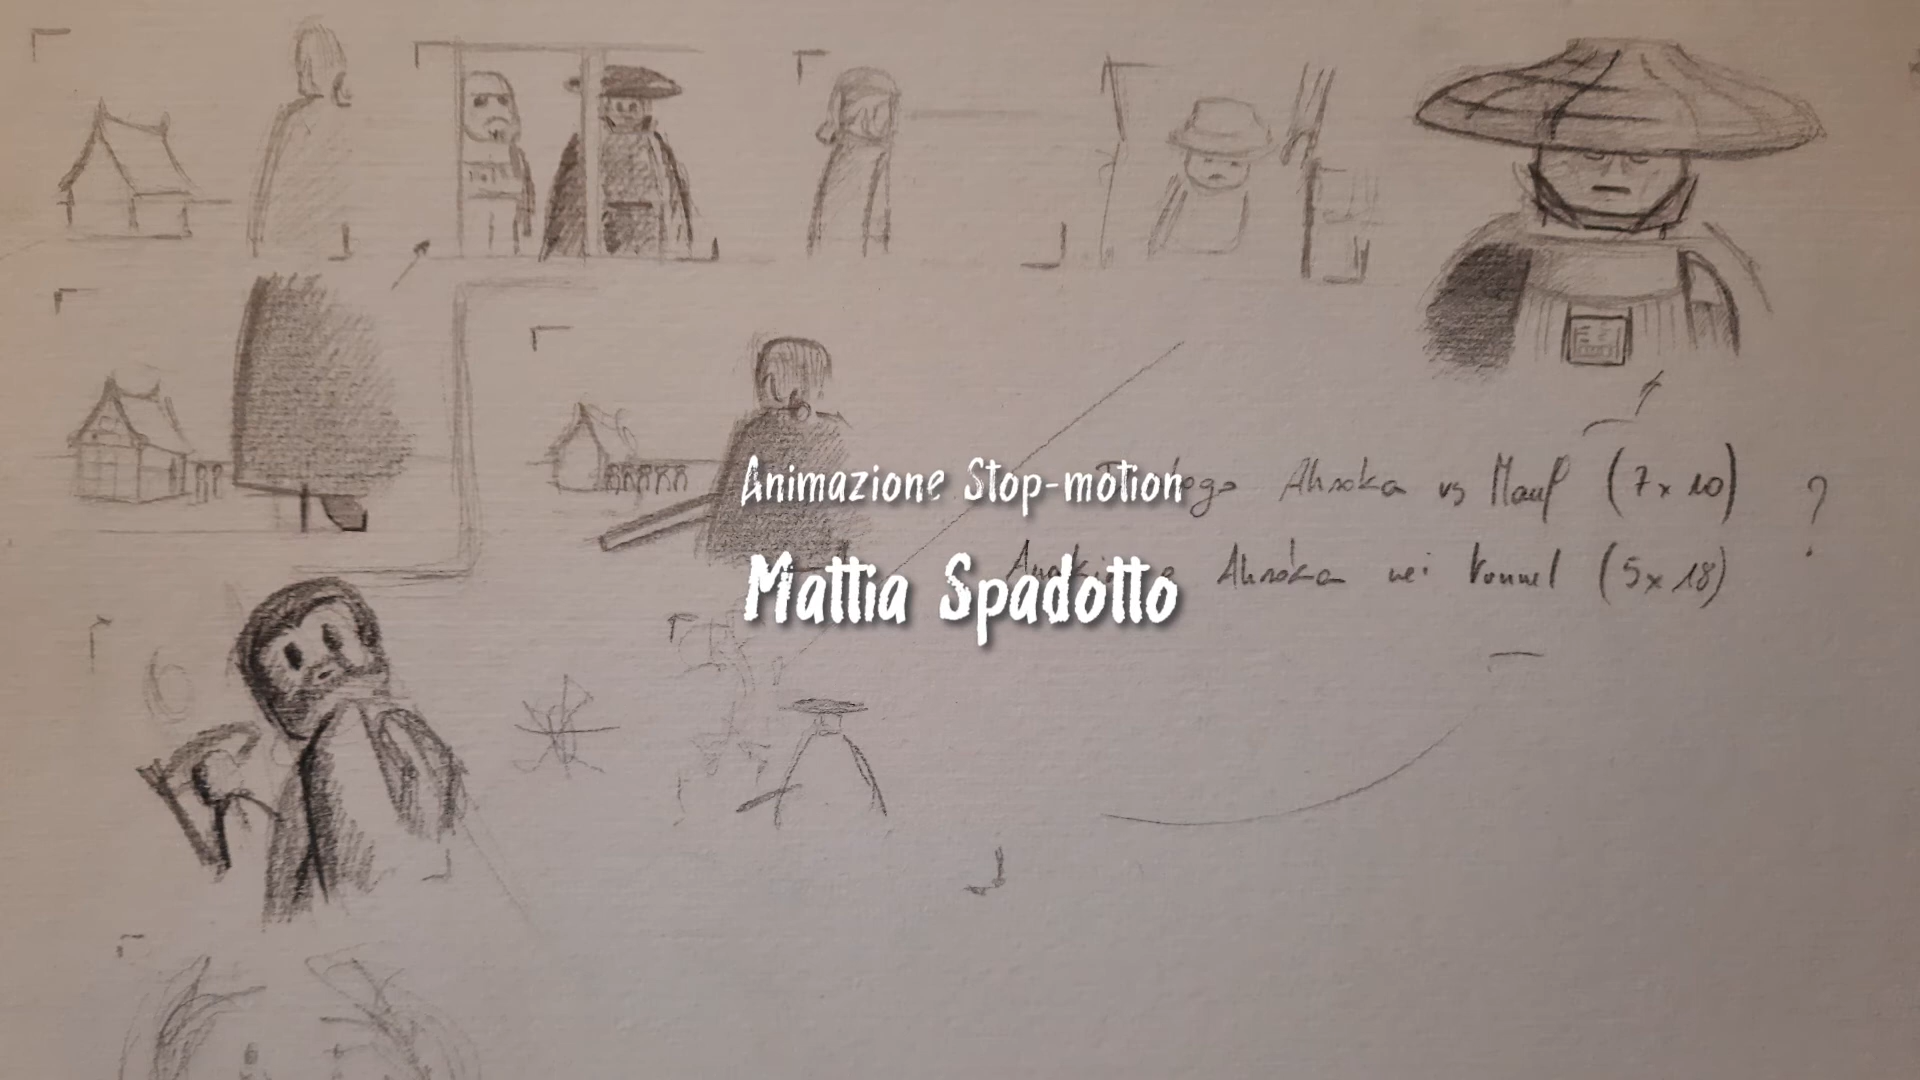 Animazione Stop-motion
Mattia Spadotto
Ahsoka vs Maul (7x10)
?
Ahsoka nei tunnel (5x18)